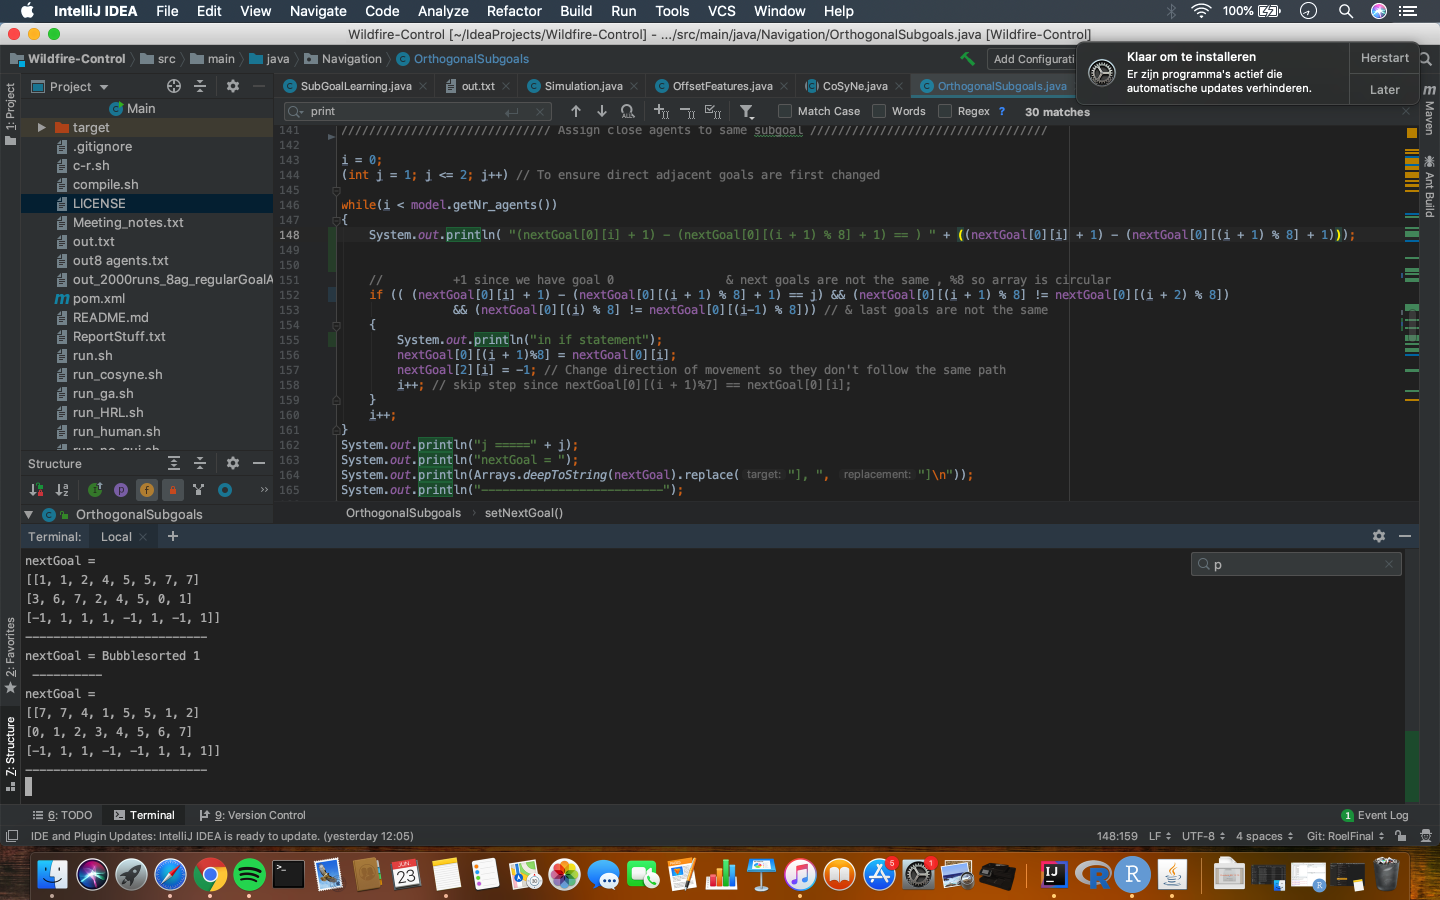 IntelliJ IDEA File Edit View Navigate Code Analyze Refactor Build Run Tools VCS Window Help 100%
Wildfire-Control [~/IdeaProjects/Wildfire-Control] - .../src/main/java/Navigation/OrthogonalSubgoals.java [Wildfire-Control]
Wildfire-Control src main java Navigation OrthogonalSubgoals Add Configurati
Klaar om te installeren
Er zijn programma's actief die
automatische updates verhinderen.
Herstart
Later
Project
SubGoalLearning.java out.txt Simulation.java OffsetFeatures.java CoSyNe.java OrthogonalSubgoals.java
print Match Case Words Regex ? 30 matches
1: Project
Main
target
.gitignore
c-r.sh
compile.sh
LICENSE
Meeting_notes.txt
out.txt
out8 agents.txt
out_2000runs_8ag_regularGoalA
pom.xml
README.md
ReportStuff.txt
run.sh
run_cosyne.sh
run_ga.sh
run_HRL.sh
run_human.sh
Structure
OrthogonalSubgoals
141 ////////////////////////////// Assign close agents to same subgoal //////////////////////////////////
142
143 i = 0;
144 (int j = 1; j <= 2; j++) // To ensure direct adjacent goals are first changed
145
146 while(i < model.getNr_agents())
147 {
148 System.out.println( "(nextGoal[0][i] + 1) - (nextGoal[0][(i + 1) % 8] + 1) == ) " + ((nextGoal[0][i] + 1) - (nextGoal[0][(i + 1) % 8] + 1)));
149
150
151 // +1 since we have goal 0 & next goals are not the same , %8 so array is circular
152 if (( (nextGoal[0][i] + 1) - (nextGoal[0][(i + 1) % 8] + 1) == j) && (nextGoal[0][(i + 1) % 8] != nextGoal[0][(i + 2) % 8])
153 && (nextGoal[0][(i) % 8] != nextGoal[0][(i-1) % 8])) // & last goals are not the same
154 {
155 System.out.println("in if statement");
156 nextGoal[0][(i + 1)%8] = nextGoal[0][i];
157 nextGoal[2][i] = -1; // Change direction of movement so they don't follow the same path
158 i++; // skip step since nextGoal[0][(i + 1)%7] == nextGoal[0][i];
159 }
160 i++;
161 }
162 System.out.println("j =====" + j);
163 System.out.println("nextGoal = ");
164 System.out.println(Arrays.deepToString(nextGoal).replace( target: "], ", replacement: "]\n"));
165 System.out.println("--------------------------");
OrthogonalSubgoals setNextGoal()
Maven
Ant Build
Terminal: Local +
p
nextGoal =
[[1, 1, 2, 4, 5, 5, 7, 7]
[3, 6, 7, 2, 4, 5, 0, 1]
[-1, 1, 1, 1, -1, 1, -1, 1]]
--------------------------
nextGoal = Bubblesorted 1
----------
nextGoal =
[[7, 7, 4, 1, 5, 5, 1, 2]
[0, 1, 2, 3, 4, 5, 6, 7]
[-1, 1, 1, -1, -1, 1, 1, 1]]
--------------------------
2: Favorites
Z: Structure
6: TODO Terminal 9: Version Control 1 Event Log
IDE and Plugin Updates: IntelliJ IDEA is ready to update. (yesterday 12:05) 148:159 LF UTF-8 4 spaces Git: RoelFinal
JUN
23
6
1
IJ
R
R